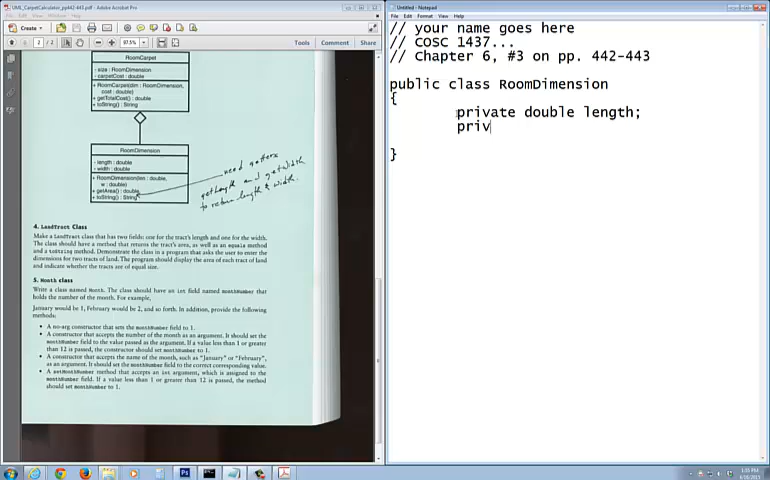 UML_CarpetCalculator_pp442-443.pdf - Adobe Acrobat Pro
Create
2 / 2
97.5%
Tools
Comment
Share
RoomCarpet
- size : RoomDimension
- carpetCost : double
+ RoomCarpet(dim : RoomDimension,
cost : double)
+ getTotalCost() : double
+ toString() : String
RoomDimension
- length : double
- width : double
+ RoomDimension(len : double,
w : double)
+ getArea() : double
+ toString() : String
need getters
getLength and getWidth
to return length & width.
4. LandTract Class
Make a LandTract class that has two fields: one for the tract's length and one for the width.
The class should have a method that returns the tract's area, as well as an equals method
and a toString method. Demonstrate the class in a program that asks the user to enter the
dimensions for two tracts of land. The program should display the area of each tract of land
and indicate whether the tracts are of equal size.
5. Month class
Write a class named Month. The class should have an int field named monthNumber that
holds the number of the month. For example,
January would be 1, February would be 2, and so forth. In addition, provide the following
methods:
• A no-arg constructor that sets the monthNumber field to 1.
• A constructor that accepts the number of the month as an argument. It should set the
monthNumber field to the value passed as the argument. If a value less than 1 or greater
than 12 is passed, the constructor should set monthNumber to 1.
• A constructor that accepts the name of the month, such as "January" or "February",
as an argument. It should set the monthNumber field to the correct corresponding value.
• A setMonthNumber method that accepts an int argument, which is assigned to the
monthNumber field. If a value less than 1 or greater than 12 is passed, the method
should set monthNumber to 1.
Untitled - Notepad
File Edit Format View Help
// your name goes here
// COSC 1437...
// Chapter 6, #3 on pp. 442-443
public class RoomDimension
{
private double length;
priv
}